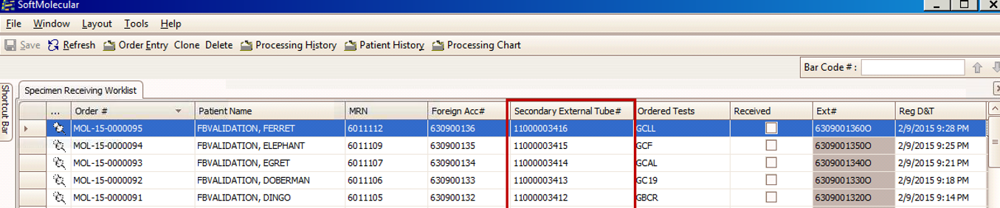 SoftMolecular
File Window Layout Tools Help
Save Refresh Order Entry Clone Delete Processing History Patient History Processing Chart
Bar Code # :
Shortcut Bar
Specimen Receiving Worklist
... Order # Patient Name MRN Foreign Acc# Secondary External Tube# Ordered Tests Received Ext# Reg D&T
MOL-15-0000095 FBVALIDATION, FERRET 6011112 630900136 11000003416 GCLL 630900136OO 2/9/2015 9:28 PM
MOL-15-0000094 FBVALIDATION, ELEPHANT 6011109 630900135 11000003415 GCF 630900135OO 2/9/2015 9:25 PM
MOL-15-0000093 FBVALIDATION, EGRET 6011107 630900134 11000003414 GCAL 630900134OO 2/9/2015 9:21 PM
MOL-15-0000092 FBVALIDATION, DOBERMAN 6011106 630900133 11000003413 GC19 630900133OO 2/9/2015 9:18 PM
MOL-15-0000091 FBVALIDATION, DINGO 6011105 630900132 11000003412 GBCR 630900132OO 2/9/2015 9:14 PM